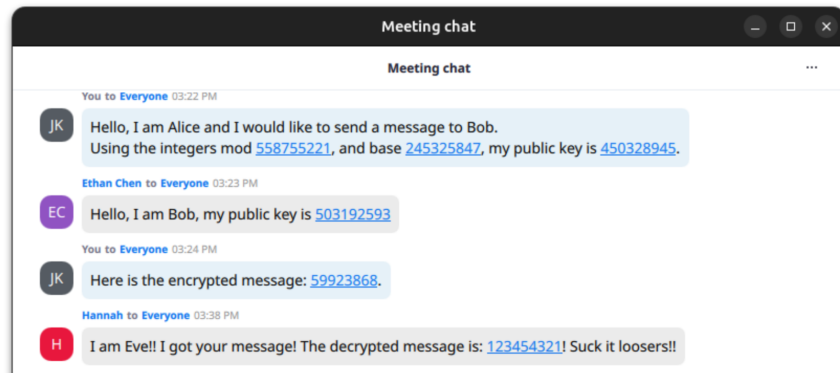 Meeting chat
Meeting chat
...
You to Everyone 03:22 PM
JK
Hello, I am Alice and I would like to send a message to Bob.
Using the integers mod 558755221, and base 245325847, my public key is 450328945.
Ethan Chen to Everyone 03:23 PM
EC
Hello, I am Bob, my public key is 503192593
You to Everyone 03:24 PM
JK
Here is the encrypted message: 59923868.
Hannah to Everyone 03:38 PM
H
I am Eve!! I got your message! The decrypted message is: 123454321! Suck it loosers!!